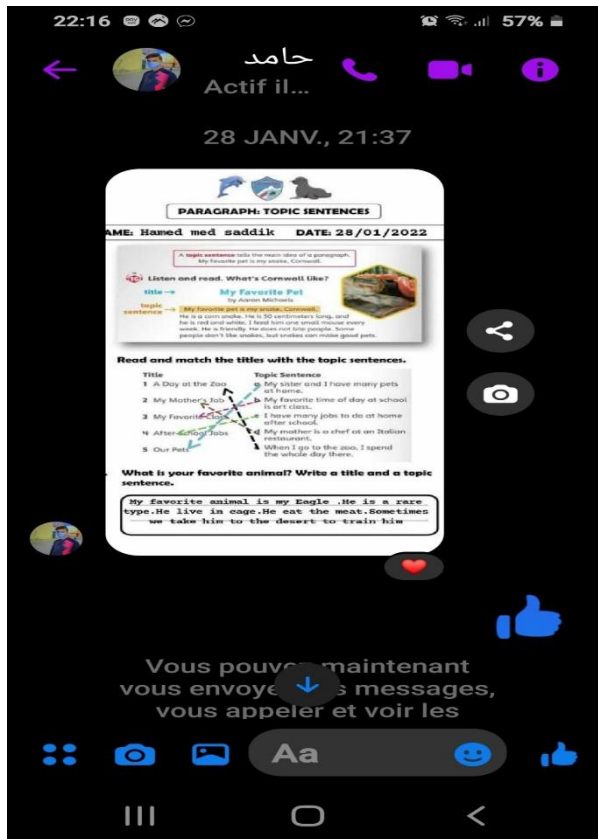 22:16 57%
حامد
Actif il...
28 JANV., 21:37
PARAGRAPH: TOPIC SENTENCES
AME: Hamed med saddik DATE: 28/01/2022
A topic sentence tells the main idea of a paragraph.
My favorite pet is my snake, Cornwall.
Listen and read. What's Cornwall like?
title → My Favorite Pet
by Aaron Michaels
topic sentence → My favorite pet is my snake, Cornwall.
He is a corn snake. He is 50 centimeters long, and
he is red and white. I feed him one small mouse every
week. He is friendly. He does not bite people. Some
people don't like snakes, but snakes can make good pets.
Read and match the titles with the topic sentences.
Title Topic Sentence
1 A Day at the Zoo a My sister and I have many pets
at home.
2 My Mother's Job b My favorite time of day at school
is art class.
3 My Favorite Class c I have many jobs to do at home
after school.
4 After-school Jobs d My mother is a chef at an Italian
restaurant.
5 Our Pets When I go to the zoo, I spend
the whole day there.
What is your favorite animal? Write a title and a topic
sentence.
My favorite animal is my Eagle .He is a rare
type.He live in cage.He eat the meat.Sometimes
we take him to the desert to train him
Vous pouvez maintenant
vous envoye s messages,
vous appeler et voir les
Aa